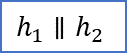 h₁ ∥ h₂